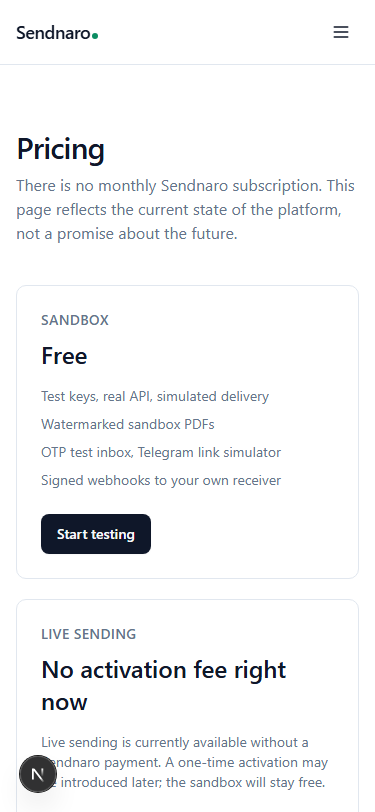 Sendnaro
Pricing
There is no monthly Sendnaro subscription. This
page reflects the current state of the platform,
not a promise about the future.
SANDBOX
Free
Test keys, real API, simulated delivery
Watermarked sandbox PDFs
OTP test inbox, Telegram link simulator
Signed webhooks to your own receiver
Start testing
LIVE SENDING
No activation fee right
now
Live sending is currently available without a
Sendnaro payment. A one-time activation may
introduced later; the sandbox will stay free.
N